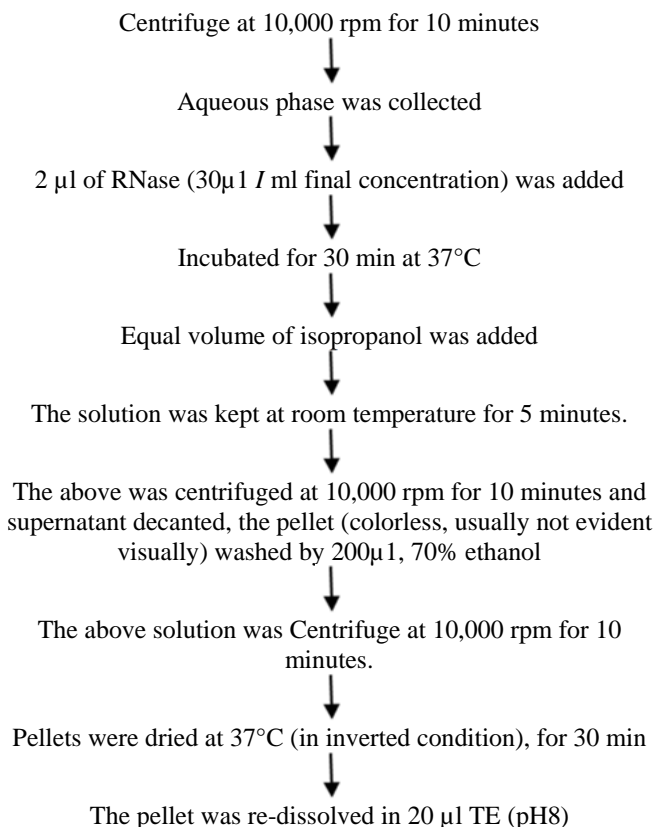 Centrifuge at 10,000 rpm for 10 minutes
Aqueous phase was collected
2 µl of RNase (30µ1 I ml final concentration) was added
Incubated for 30 min at 37°C
Equal volume of isopropanol was added
The solution was kept at room temperature for 5 minutes.
The above was centrifuged at 10,000 rpm for 10 minutes and
supernatant decanted, the pellet (colorless, usually not evident
visually) washed by 200µ1, 70% ethanol
The above solution was Centrifuge at 10,000 rpm for 10
minutes.
Pellets were dried at 37°C (in inverted condition), for 30 min
The pellet was re-dissolved in 20 µl TE (pH8)